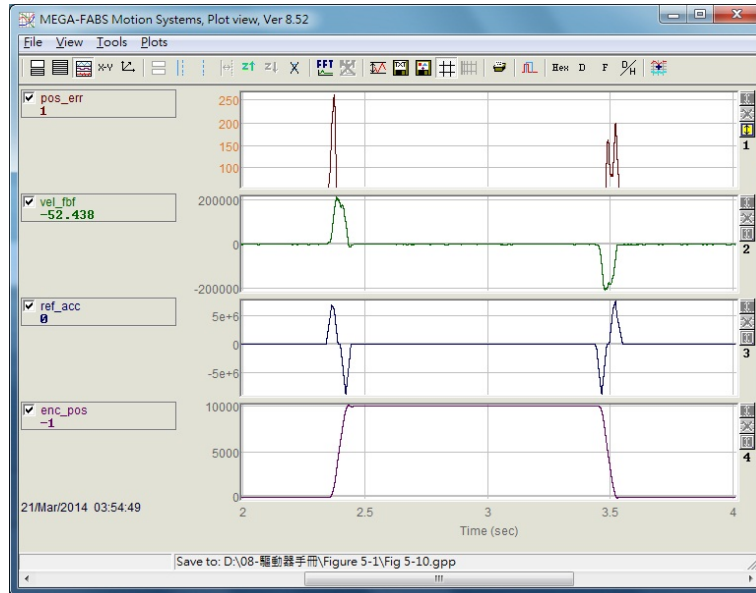 MEGA-FABS Motion Systems, Plot view, Ver 8.52
File View Tools Plots
X-Y Z↑ Z↓ X FFT TXT Hex D F D/H
pos_err
1
250
200
150
100
1
vel_fbf
-52.438
200000
0
-200000
2
ref_acc
0
5e+6
0
-5e+6
3
enc_pos
-1
10000
5000
0
4
21/Mar/2014 03:54:49
2 2.5 3 3.5 4
Time (sec)
Save to: D:\08-驅動器手冊\Figure 5-1\Fig 5-10.gpp